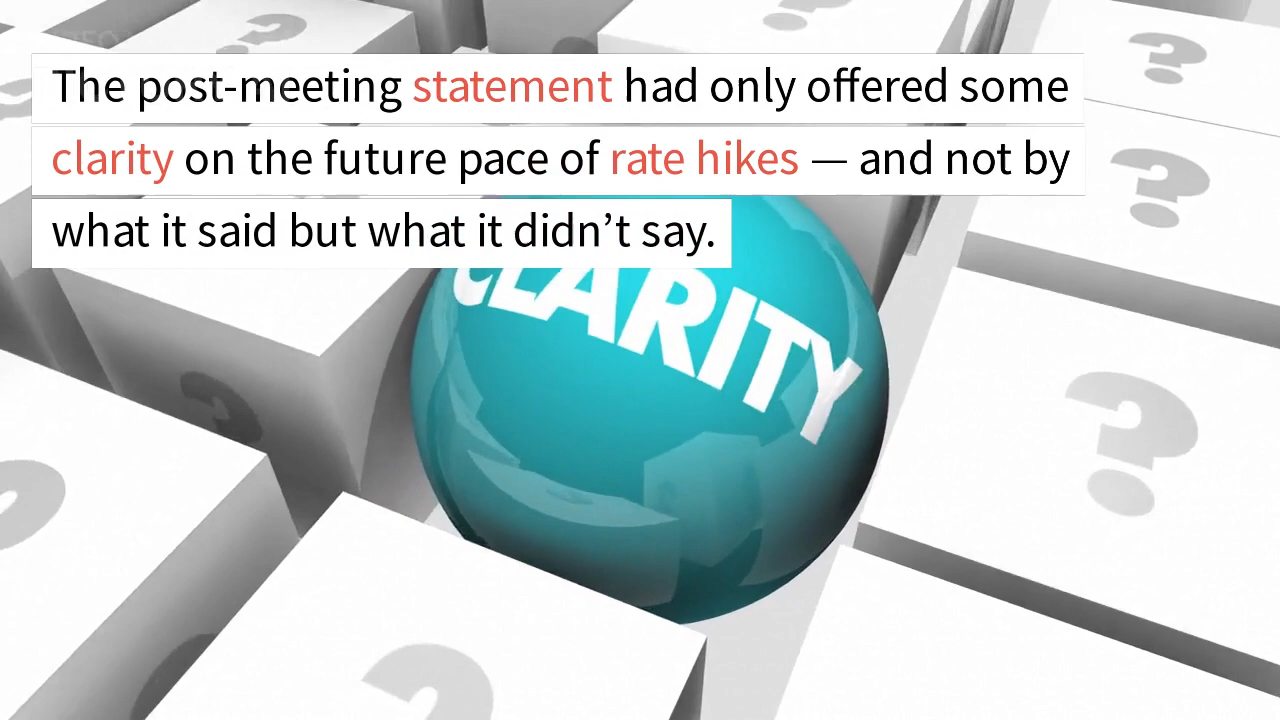 The post-meeting statement had only offered some
clarity on the future pace of rate hikes — and not by
what it said but what it didn’t say.
CLARITY
?
?
?
?
?
?
?
?